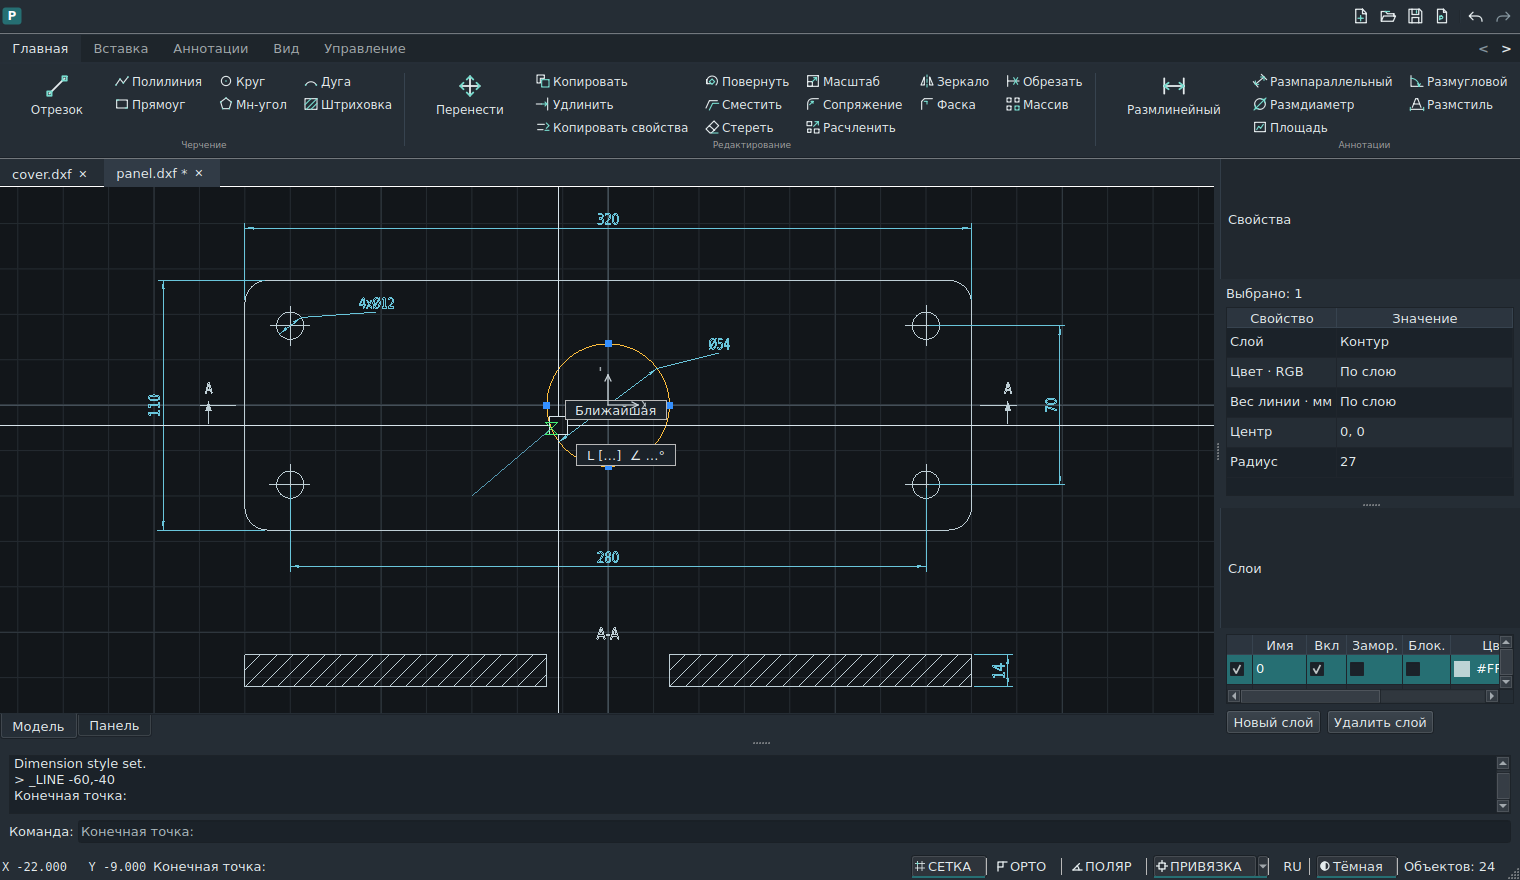 P
Главная Вставка Аннотации Вид Управление < >
Отрезок
Полилиния Круг Дуга
Прямоуг Мн-угол Штриховка
Черчение
Перенести
Копировать Повернуть Масштаб Зеркало Обрезать
Удлинить Сместить Сопряжение Фаска Массив
Копировать свойства Стереть Расчленить
Редактирование
Размлинейный
Размпараллельный Размугловой
Размдиаметр Размстиль
Площадь
Аннотации
cover.dxf × panel.dxf * ×
320
4xØ12
Ø54
A A
110
70
Ближайшая
L [...] ∠ ...°
280
A-A
14
Свойства
Выбрано: 1
Свойство Значение
Слой Контур
Цвет · RGB По слою
Вес линии · мм По слою
Центр 0, 0
Радиус 27
Слои
Имя Вкл Замор. Блок. Цв
0 #FF
Новый слой Удалить слой
Модель Панель
Dimension style set.
> _LINE -60,-40
Конечная точка:
Команда: Конечная точка:
X -22.000 Y -9.000 Конечная точка: СЕТКА ОРТО ПОЛЯР ПРИВЯЗКА RU Тёмная Объектов: 24